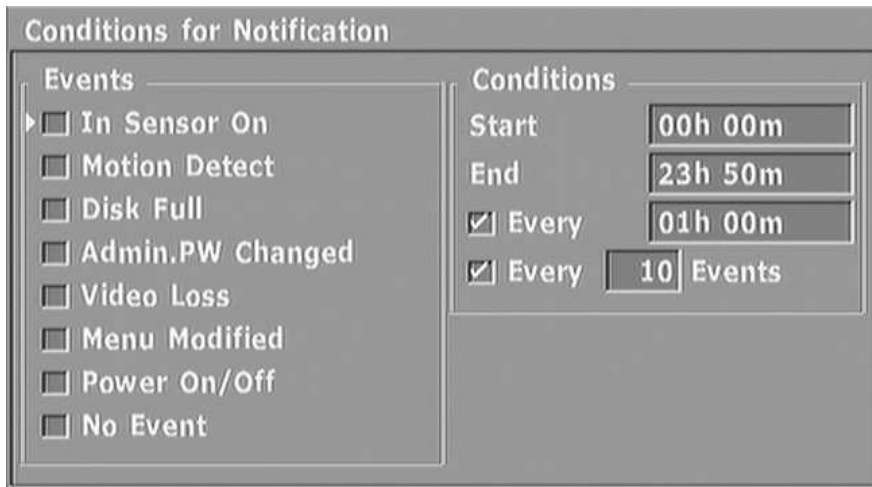 Conditions for Notification
Events
In Sensor On
Motion Detect
Disk Full
Admin.PW Changed
Video Loss
Menu Modified
Power On/Off
No Event
Conditions
Start 00h 00m
End 23h 50m
Every 01h 00m
Every 10 Events